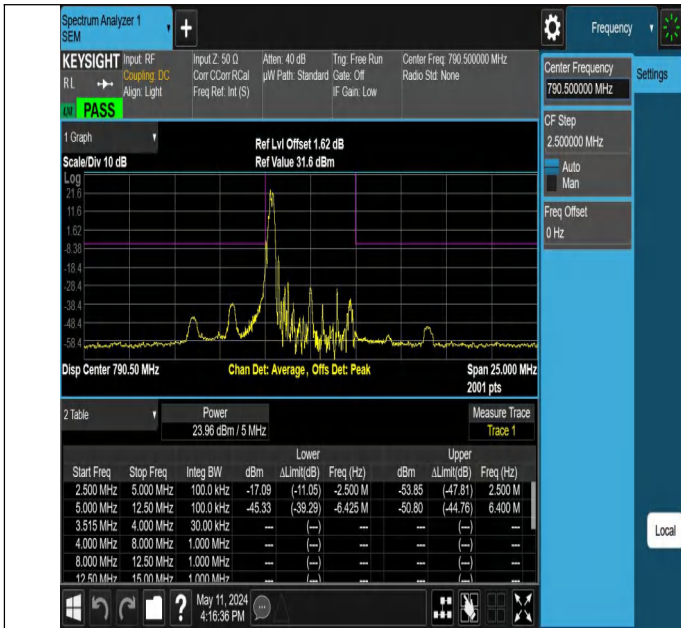 Spectrum Analyzer 1
SEM
+
Frequency
KEYSIGHT Input: RF Input Z: 50 Ω Atten: 40 dB Trig: Free Run Center Freq: 790.500000 MHz
RL Coupling: DC Corr CCorr RCal µW Path: Standard Gate: Off Radio Std: None
Align: Light Freq Ref: Int (S) IF Gain: Low
PASS
Center Frequency
790.500000 MHz
Settings
CF Step
2.500000 MHz
Auto
Man
Freq Offset
0 Hz
1 Graph
Ref Lvl Offset 1.62 dB
Scale/Div 10 dB Ref Value 31.6 dBm
Log
21.6
11.6
1.62
-8.38
-18.4
-28.4
-38.4
-48.4
-58.4
Disp Center 790.50 MHz Chan Det: Average, Offs Det: Peak Span 25.000 MHz
2001 pts
2 Table Power Measure Trace
23.96 dBm / 5 MHz Trace 1
Lower Upper
Start Freq Stop Freq Integ BW dBm ΔLimit(dB) Freq (Hz) dBm ΔLimit(dB) Freq (Hz)
2.500 MHz 5.000 MHz 100.0 kHz -17.09 (-11.05) -2.500 M -53.85 (-47.81) 2.500 M
5.000 MHz 12.50 MHz 100.0 kHz -45.33 (-39.29) -6.425 M -50.80 (-44.76) 6.400 M
3.515 MHz 4.000 MHz 30.00 kHz --- (---) --- --- (---) ---
4.000 MHz 8.000 MHz 1.000 MHz --- (---) --- --- (---) ---
8.000 MHz 12.50 MHz 1.000 MHz --- (---) --- --- (---) ---
12.50 MHz 15.00 MHz 1.000 MHz --- (---) --- --- (---) ---
Local
? May 11, 2024
4:16:36 PM